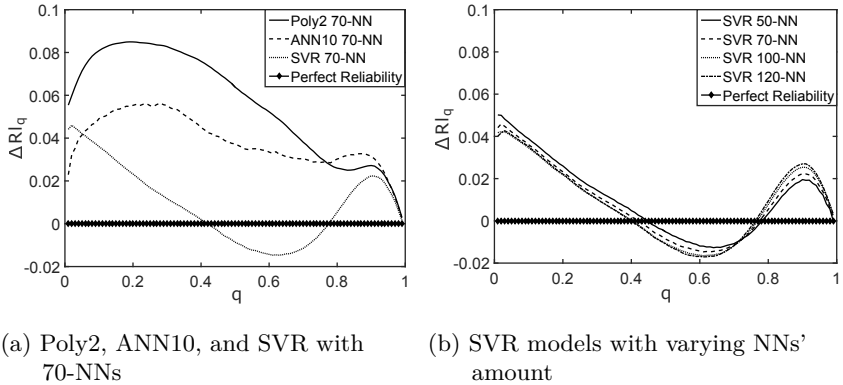 0.1
0.08
0.06
0.04
0.02
0
-0.02
ΔRI_q
0
0.2
0.4
0.6
0.8
1
q
Poly2 70-NN
ANN10 70-NN
SVR 70-NN
Perfect Reliability
0.1
0.08
0.06
0.04
0.02
0
-0.02
ΔRI_q
0
0.2
0.4
0.6
0.8
1
q
SVR 50-NN
SVR 70-NN
SVR 100-NN
SVR 120-NN
Perfect Reliability
(a) Poly2, ANN10, and SVR with
70-NNs
(b) SVR models with varying NNs'
amount